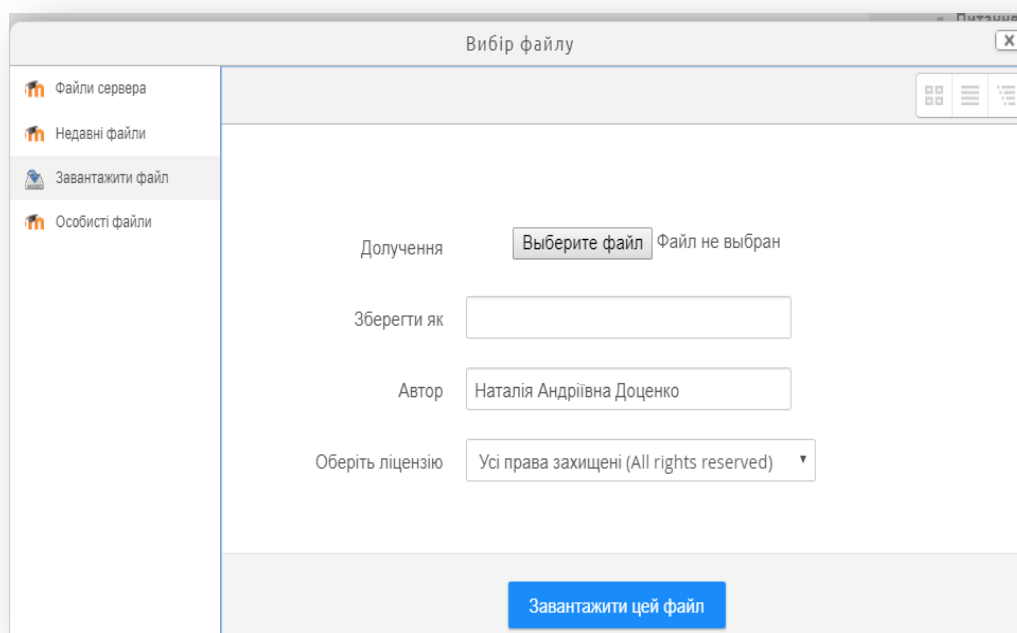 Питання
Вибір файлу
X
Файли сервера
Недавні файли
Завантажити файл
Особисті файли
Долучення
Выберите файл Файл не выбран
Зберегти як
Автор
Наталія Андріївна Доценко
Оберіть ліцензію
Усі права захищені (All rights reserved)
Завантажити цей файл